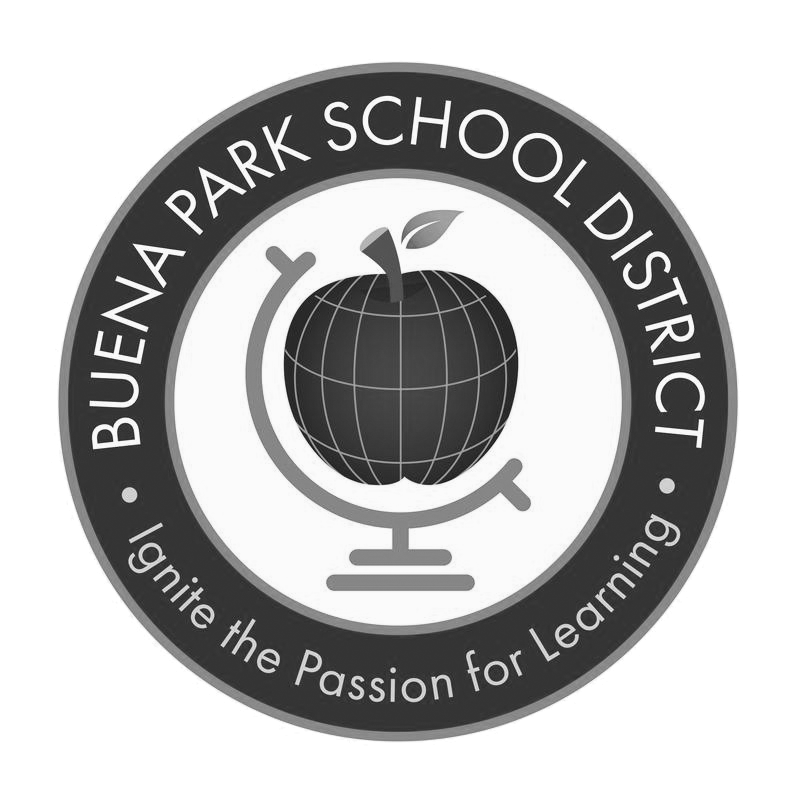 BUENA PARK SCHOOL DISTRICT
Ignite the Passion for Learning